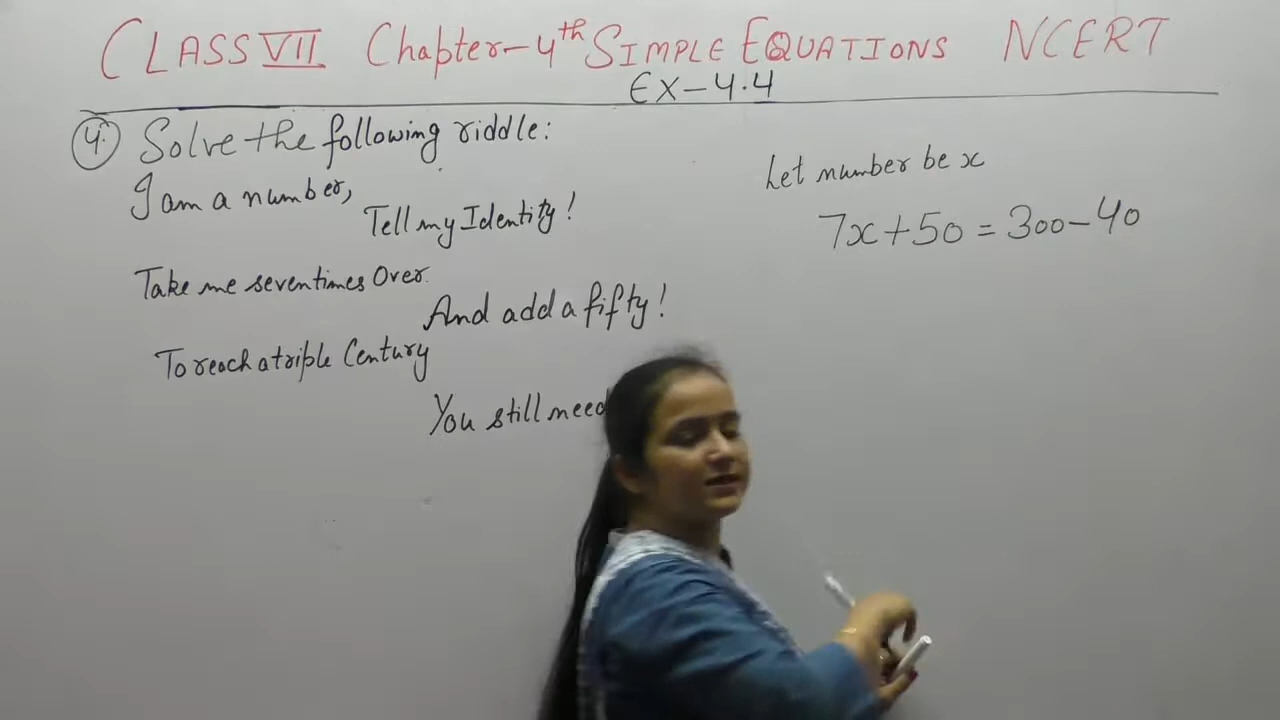 CLASS VII Chapter-4th SIMPLE EQUATIONS NCERT
EX-4.4
4. Solve the following riddle:
I am a number,
Tell my Identity!
Take me seven times Over.
And add a fifty!
To reach a triple Century
You still need
Let number be x
7x+50=300-40